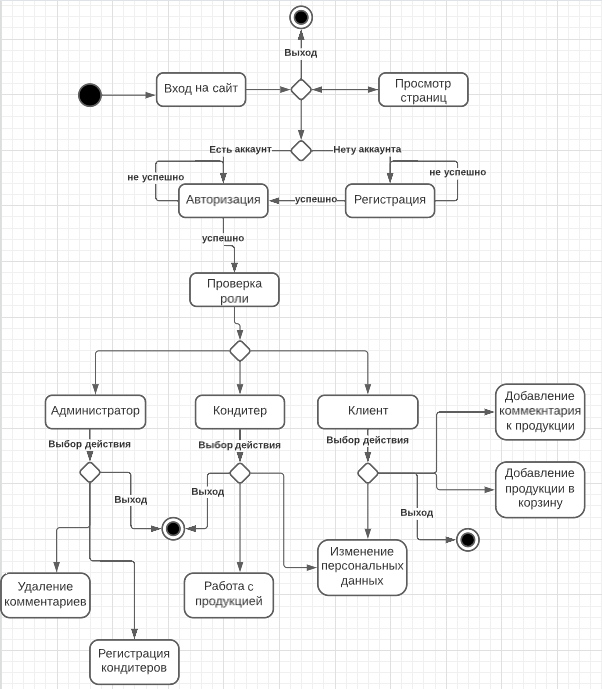 Выход
Вход на сайт
Просмотр
страниц
Есть аккаунт
Нету аккаунта
не успешно
не успешно
Авторизация
успешно
Регистрация
успешно
Проверка
роли
Администратор
Кондитер
Клиент
Добавление
комментария
к продукции
Выбор действия
Выбор действия
Выбор действия
Добавление
продукции в
корзину
Выход
Выход
Выход
Изменение
персональных
данных
Удаление
комментариев
Работа с
продукцией
Регистрация
кондитеров